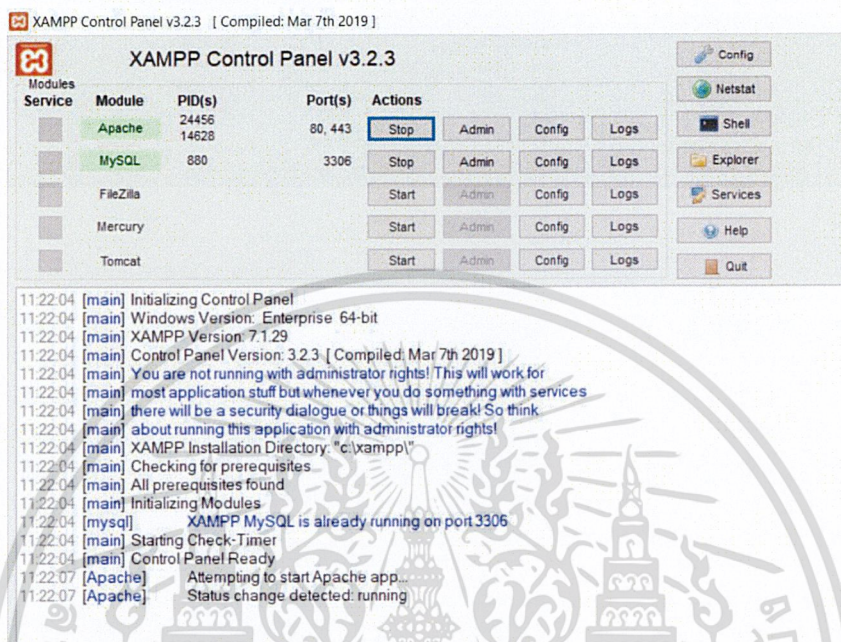 XAMPP Control Panel v3.2.3 [ Compiled: Mar 7th 2019 ]
XAMPP Control Panel v3.2.3
Config
Modules
Service Module PID(s) Port(s) Actions
Netstat
Apache 24456 14628 80, 443 Stop Admin Config Logs
Shell
MySQL 880 3306 Stop Admin Config Logs
Explorer
FileZilla Start Admin Config Logs
Services
Mercury Start Admin Config Logs
Help
Tomcat Start Admin Config Logs
Quit
11:22:04 [main] Initializing Control Panel
11:22:04 [main] Windows Version: Enterprise 64-bit
11:22:04 [main] XAMPP Version: 7.1.29
11:22:04 [main] Control Panel Version: 3.2.3 [ Compiled: Mar 7th 2019 ]
11:22:04 [main] You are not running with administrator rights! This will work for
11:22:04 [main] most application stuff but whenever you do something with services
11:22:04 [main] there will be a security dialogue or things will break! So think
11:22:04 [main] about running this application with administrator rights!
11:22:04 [main] XAMPP Installation Directory: "c:\xampp\"
11:22:04 [main] Checking for prerequisites
11:22:04 [main] All prerequisites found
11:22:04 [main] Initializing Modules
11:22:04 [mysql] XAMPP MySQL is already running on port 3306
11:22:04 [main] Starting Check-Timer
11:22:04 [main] Control Panel Ready
11:22:07 [Apache] Attempting to start Apache app...
11:22:07 [Apache] Status change detected: running